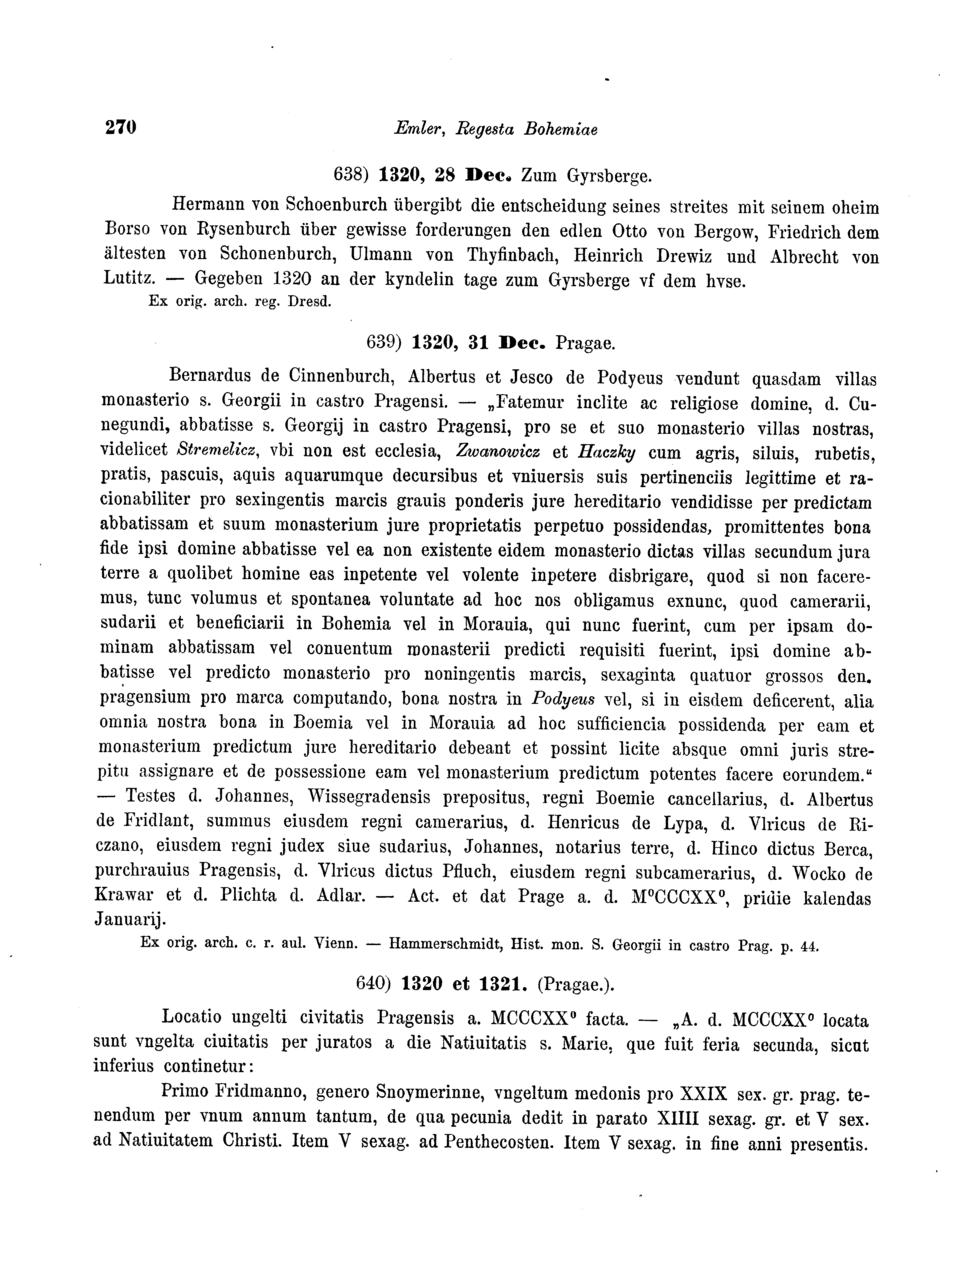 270 Emler, Regesta Bohemiae
638) 1320, 28 Dec. Zum Gyrsberge.
Hermann von Schoenburch übergibt die entscheidung seines streites mit seinem oheim
Borso von Rysenburch über gewisse forderungen den edlen Otto von Bergow, Friedrich dem
ältesten von Schonenburch, Ulmann von Thyfinbach, Heinrich Drewiz und Albrecht von
Lutitz. — Gegeben 1320 an der kyndelin tage zum Gyrsberge vf dem hvse.
Ex orig. arch. reg. Dresd.
639) 1320, 31 Dec. Pragae.
Bernardus de Cinnenburch, Albertus et Jesco de Podyeus vendunt quasdam villas
monasterio s. Georgii in castro Pragensi. — „Fatemur inclite ac religiose domine, d. Cu-
negundi, abbatisse s. Georgij in castro Pragensi, pro se et suo monasterio villas nostras,
videlicet Stremelicz, vbi non est ecclesia, Zwanowicz et Haczky cum agris, siluis, rubetis,
pratis, pascuis, aquis aquarumque decursibus et vniuersis suis pertinenciis legittime et ra-
cionabiliter pro sexingentis marcis grauis ponderis jure hereditario vendidisse per predictam
abbatissam et suum monasterium jure proprietatis perpetuo possidendas, promittentes bona
fide ipsi domine abbatisse vel ea non existente eidem monasterio dictas villas secundum jura
terre a quolibet homine eas inpetente vel volente inpetere disbrigare, quod si non facere-
mus, tunc volumus et spontanea voluntate ad hoc nos obligamus exnunc, quod camerarii,
sudarii et beneficiarii in Bohemia vel in Morauia, qui nunc fuerint, cum per ipsam do-
minam abbatissam vel conuentum monasterii predicti requisiti fuerint, ipsi domine ab-
batisse vel predicto monasterio pro noningentis marcis, sexaginta quatuor grossos den.
pragensium pro marca computando, bona nostra in Podyeus vel, si in eisdem deficerent, alia
omnia nostra bona in Boemia vel in Morauia ad hoc sufficiencia possidenda per eam et
monasterium predictum jure hereditario debeant et possint licite absque omni juris stre-
pitu assignare et de possessione eam vel monasterium predictum potentes facere eorundem.“
— Testes d. Johannes, Wissegradensis prepositus, regni Boemie cancellarius, d. Albertus
de Fridlant, summus eiusdem regni camerarius, d. Henricus de Lypa, d. Vlricus de Ri-
czano, eiusdem regni judex siue sudarius, Johannes, notarius terre, d. Hinco dictus Berca,
purchrauius Pragensis, d. Vlricus dictus Pfluch, eiusdem regni subcamerarius, d. Wocko de
Krawar et d. Plichta d. Adlar. — Act. et dat Prage a. d. M⁰CCCXX⁰, pridie kalendas
Januarij.
Ex orig. arch. c. r. aul. Vienn. — Hammerschmidt, Hist. mon. S. Georgii in castro Prag. p. 44.
640) 1320 et 1321. (Pragae.).
Locatio ungelti civitatis Pragensis a. MCCCXX⁰ facta. — „A. d. MCCCXX⁰ locata
sunt vngelta ciuitatis per juratos a die Natiuitatis s. Marie, que fuit feria secunda, sicut
inferius continetur:
Primo Fridmanno, genero Snoymerinne, vngeltum medonis pro XXIX sex. gr. prag. te-
nendum per vnum annum tantum, de qua pecunia dedit in parato XIIII sexag. gr. et V sex.
ad Natiuitatem Christi. Item V sexag. ad Penthecosten. Item V sexag. in fine anni presentis.